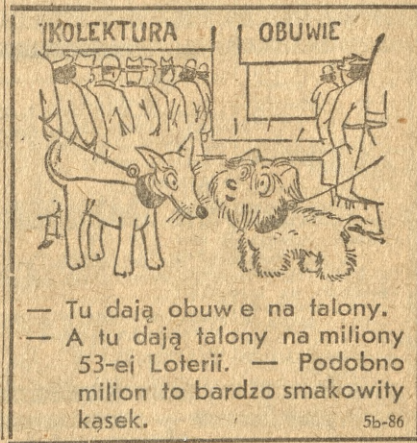 KOLEKTURA OBUWIE
— Tu dają obuw e na talony.
— A tu dają talony na miliony
53-ei Loterii. — Podobno
milion to bardzo smakowity
kąsek. 5b-86